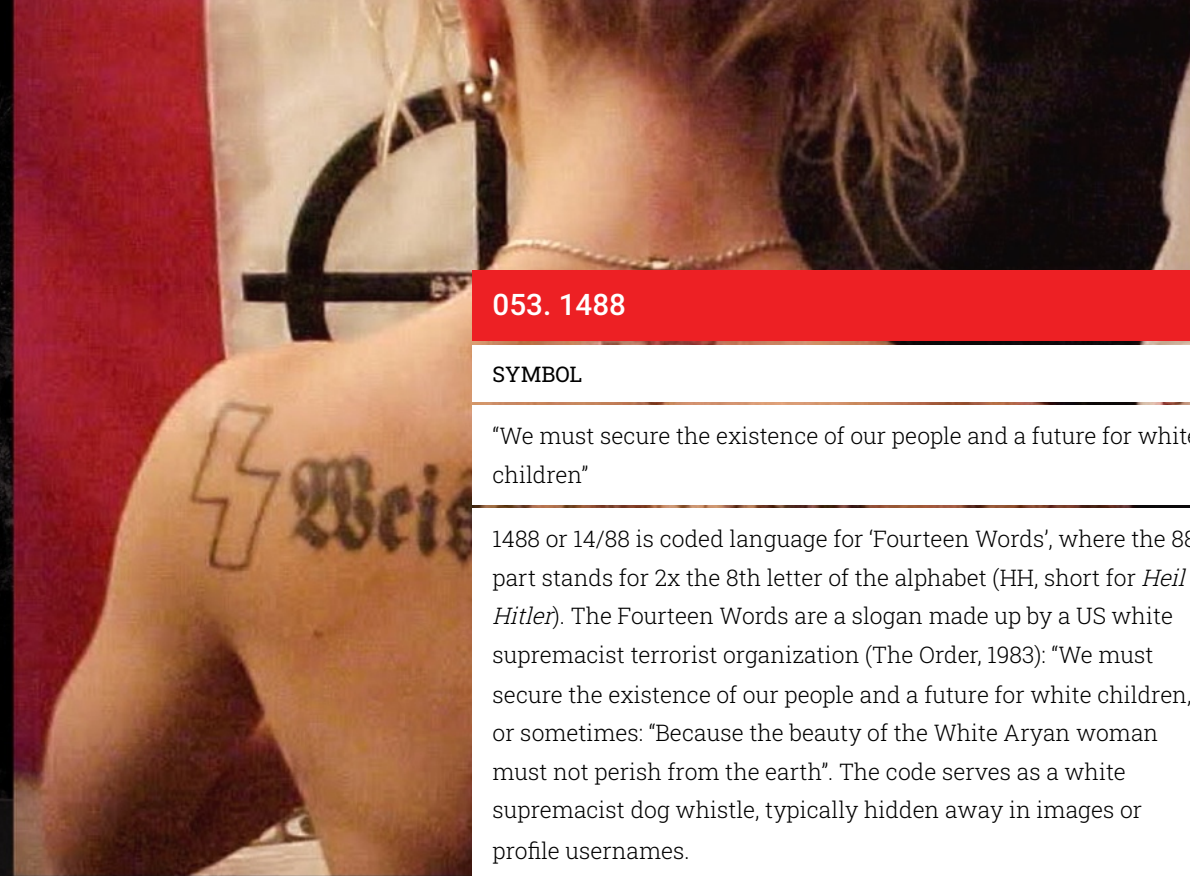 Weis
053. 1488
SYMBOL
“We must secure the existence of our people and a future for white
children”
1488 or 14/88 is coded language for ‘Fourteen Words’, where the 88
part stands for 2x the 8th letter of the alphabet (HH, short for Heil
Hitler). The Fourteen Words are a slogan made up by a US white
supremacist terrorist organization (The Order, 1983): “We must
secure the existence of our people and a future for white children,
or sometimes: “Because the beauty of the White Aryan woman
must not perish from the earth”. The code serves as a white
supremacist dog whistle, typically hidden away in images or
profile usernames.